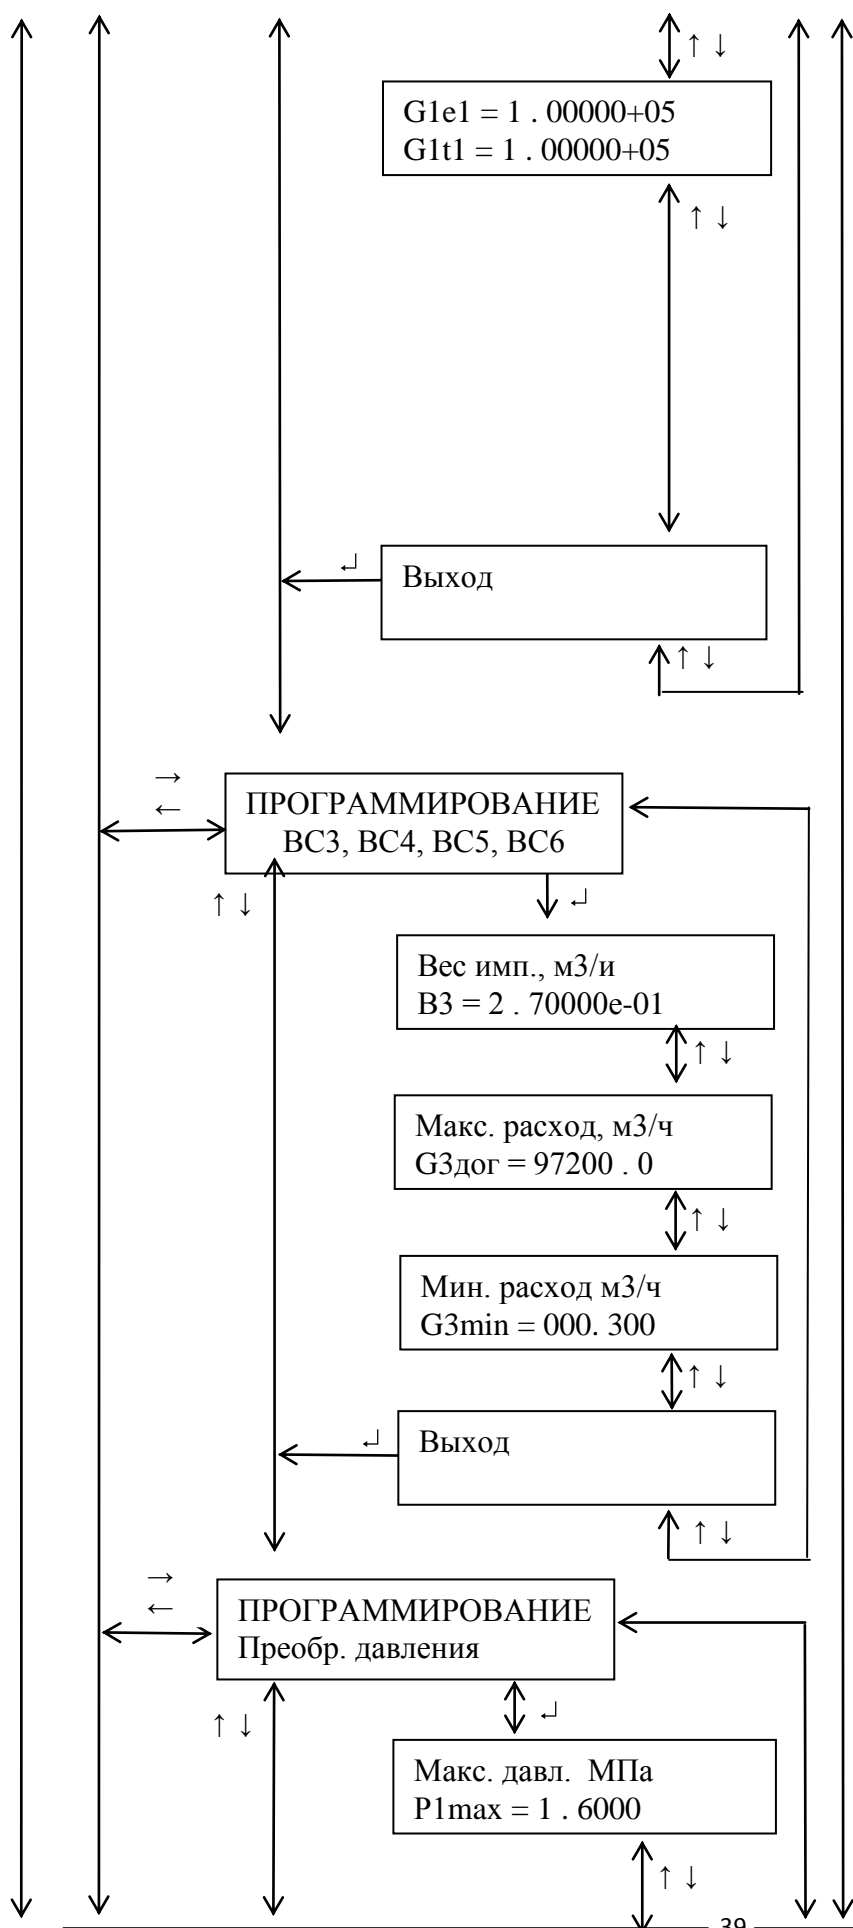 ↑ ↓
G1e1 = 1 . 00000+05
G1t1 = 1 . 00000+05
↑ ↓
↵
Выход
↑ ↓
→
←
ПРОГРАММИРОВАНИЕ
ВС3, ВС4, ВС5, ВС6
↑ ↓
↵
Вес имп., м3/и
В3 = 2 . 70000е-01
↑ ↓
Макс. расход, м3/ч
G3дог = 97200 . 0
↑ ↓
Мин. расход м3/ч
G3min = 000. 300
↑ ↓
↵
Выход
↑ ↓
→
←
ПРОГРАММИРОВАНИЕ
Преобр. давления
↑ ↓
↵
Макс. давл.  МПа
P1max = 1 . 6000
↑ ↓
39